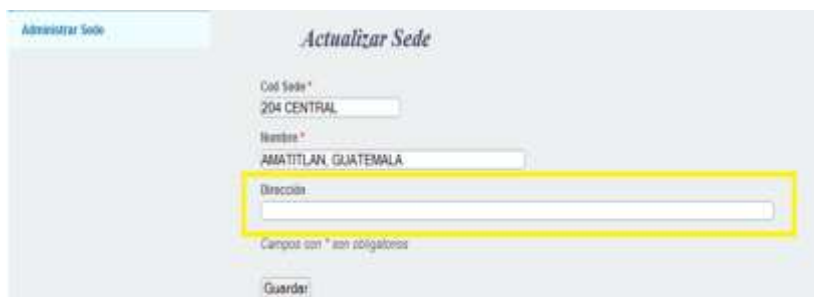 Administrar Sede
Actualizar Sede
Cod Sede *
204 CENTRAL
Nombre *
AMATITLAN, GUATEMALA
Dirección
Campos con * son obligatorios
Guardar